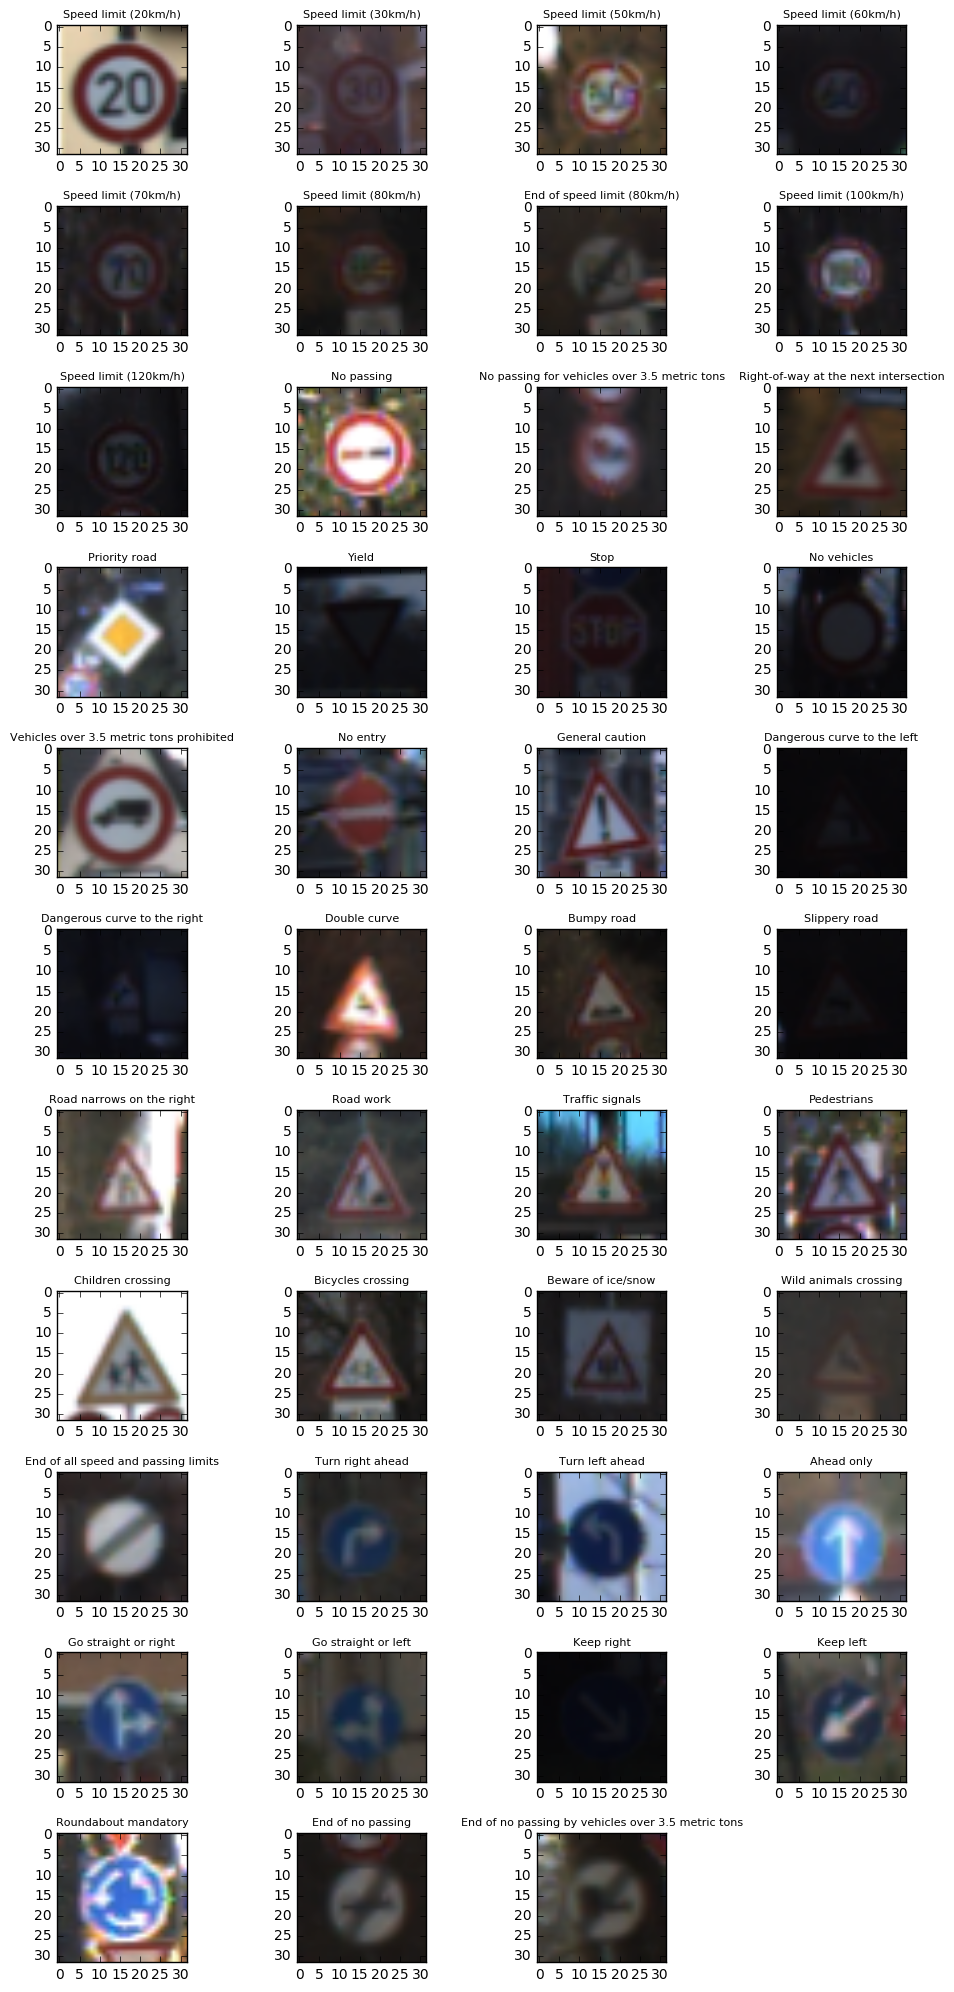 Speed limit (20km/h) Speed limit (30km/h) Speed limit (50km/h) Speed limit (60km/h)
0 0 0 0
5 5 5 5
10 10 10 10
15 20 15 30 15 15
20 20 20 20
25 25 25 25
30 30 30 30
0 5 10 15 20 25 30 0 5 10 15 20 25 30 0 5 10 15 20 25 30 0 5 10 15 20 25 30
Speed limit (70km/h) Speed limit (80km/h) End of speed limit (80km/h) Speed limit (100km/h)
0 0 0 0
5 5 5 5
10 10 10 10
15 70 15 15 15
20 20 20 20
25 25 25 25
30 30 30 30
0 5 10 15 20 25 30 0 5 10 15 20 25 30 0 5 10 15 20 25 30 0 5 10 15 20 25 30
Speed limit (120km/h) No passing No passing for vehicles over 3.5 metric tons Right-of-way at the next intersection
0 0 0 0
5 5 5 5
10 10 10 10
15 15 15 15
20 20 20 20
25 25 25 25
30 30 30 30
0 5 10 15 20 25 30 0 5 10 15 20 25 30 0 5 10 15 20 25 30 0 5 10 15 20 25 30
Priority road Yield Stop No vehicles
0 0 0 0
5 5 5 5
10 10 10 10
15 15 15 STOP 15
20 20 20 20
25 25 25 25
30 30 30 30
0 5 10 15 20 25 30 0 5 10 15 20 25 30 0 5 10 15 20 25 30 0 5 10 15 20 25 30
Vehicles over 3.5 metric tons prohibited No entry General caution Dangerous curve to the left
0 0 0 0
5 5 5 5
10 10 10 10
15 15 15 15
20 20 20 20
25 25 25 25
30 30 30 30
0 5 10 15 20 25 30 0 5 10 15 20 25 30 0 5 10 15 20 25 30 0 5 10 15 20 25 30
Dangerous curve to the right Double curve Bumpy road Slippery road
0 0 0 0
5 5 5 5
10 10 10 10
15 15 15 15
20 20 20 20
25 25 25 25
30 30 30 30
0 5 10 15 20 25 30 0 5 10 15 20 25 30 0 5 10 15 20 25 30 0 5 10 15 20 25 30
Road narrows on the right Road work Traffic signals Pedestrians
0 0 0 0
5 5 5 5
10 10 10 10
15 15 15 15
20 20 20 20
25 25 25 25
30 30 30 30
0 5 10 15 20 25 30 0 5 10 15 20 25 30 0 5 10 15 20 25 30 0 5 10 15 20 25 30
Children crossing Bicycles crossing Beware of ice/snow Wild animals crossing
0 0 0 0
5 5 5 5
10 10 10 10
15 15 15 15
20 20 20 20
25 25 25 25
30 30 30 30
0 5 10 15 20 25 30 0 5 10 15 20 25 30 0 5 10 15 20 25 30 0 5 10 15 20 25 30
End of all speed and passing limits Turn right ahead Turn left ahead Ahead only
0 0 0 0
5 5 5 5
10 10 10 10
15 15 15 15
20 20 20 20
25 25 25 25
30 30 30 30
0 5 10 15 20 25 30 0 5 10 15 20 25 30 0 5 10 15 20 25 30 0 5 10 15 20 25 30
Go straight or right Go straight or left Keep right Keep left
0 0 0 0
5 5 5 5
10 10 10 10
15 15 15 15
20 20 20 20
25 25 25 25
30 30 30 30
0 5 10 15 20 25 30 0 5 10 15 20 25 30 0 5 10 15 20 25 30 0 5 10 15 20 25 30
Roundabout mandatory End of no passing End of no passing by vehicles over 3.5 metric tons
0 0 0
5 5 5
10 10 10
15 15 15
20 20 20
25 25 25
30 30 30
0 5 10 15 20 25 30 0 5 10 15 20 25 30 0 5 10 15 20 25 30